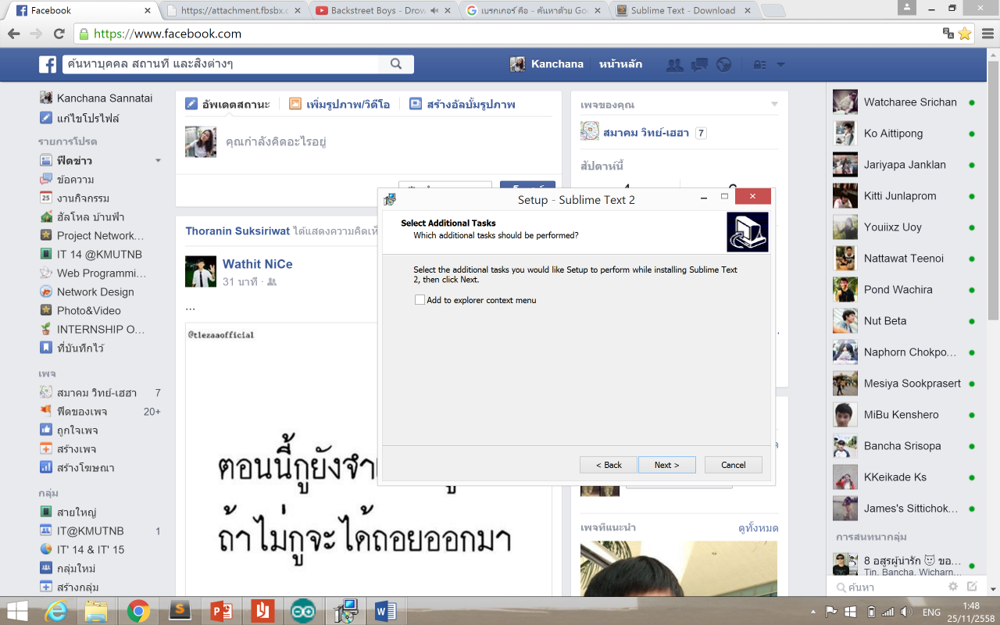 Facebook
https://attachment.fbsbx.c
Backstreet Boys - Drow
เบรกเกอร์ คือ - ค้นหาด้วย Go
Sublime Text - Download
https://www.facebook.com
ค้นหาบุคคล สถานที่ และสิ่งต่างๆ
Kanchana
หน้าหลัก
Kanchana Sannatai
แก้ไขโปรไฟล์
รายการโปรด
ฟีดข่าว
ข้อความ
งานกิจกรรม
อัลโหล บ้านฟ้า
Project Network...
IT 14 @KMUTNB
Web Programmi...
Network Design
Photo&Video
INTERNSHIP O...
ที่บันทึกไว้
เพจ
สมาคม วิทย์-เฮฮา 7
ฟีดของเพจ 20+
ถูกใจเพจ
สร้างเพจ
สร้างโฆษณา
กลุ่ม
สายใหญ่
IT@KMUTNB 1
IT' 14 & IT' 15
กลุ่มใหม่
สร้างกลุ่ม
อัพเดตสถานะ
เพิ่มรูปภาพ/วิดีโอ
สร้างอัลบั้มรูปภาพ
คุณกำลังคิดอะไรอยู่
Thoranin Suksiriwat ได้แสดงความคิดเห็
Wathit NiCe
31 นาที ·
...
@tlezaaofficial
ตอนนี้กูยังจำ
ถ้าไม่กูจะได้ถอยออกมา
เพจของคุณ
สมาคม วิทย์-เฮฮา 7
สัปดาห์นี้
Setup - Sublime Text 2
Select Additional Tasks
Which additional tasks should be performed?
Select the additional tasks you would like Setup to perform while installing Sublime Text
2, then click Next.
Add to explorer context menu
< Back
Next >
Cancel
เพจที่แนะนำ
ดูทั้งหมด
Watcharee Srichan
Ko Aittipong
Jariyapa Janklan
Kitti Junlaprom
Youiixz Uoy
Nattawat Teenoi
Pond Wachira
Nut Beta
Naphorn Chokpo...
Mesiya Sookprasert
MiBu Kenshero
Bancha Srisopa
KKeikade Ks
James's Sittichok...
การสนทนากลุ่ม
8 อสูรผู้น่ารัก 😈 ขอ...
Tin, Bancha, Wicharn...
ค้นหา
ENG
1:48
25/11/2558